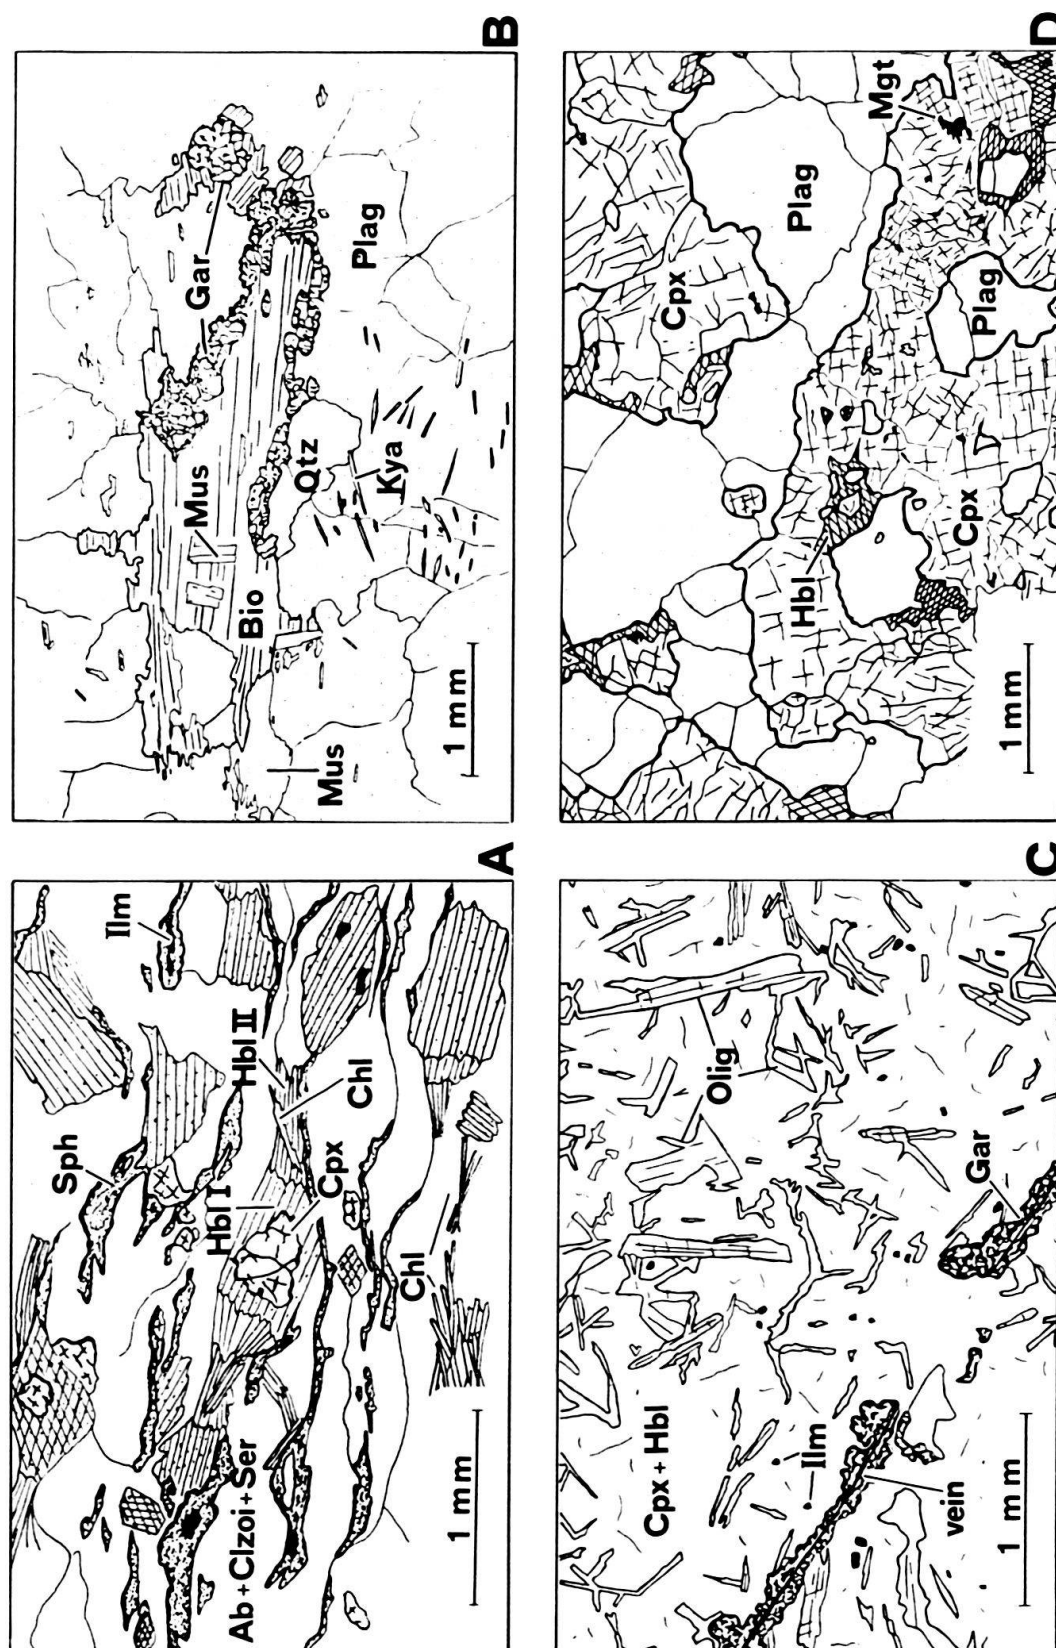 A
Sph
Ilm
Hbl I
Hbl II
Cpx
Chl
Chl
Ab + Clzoi + Ser
1 mm
B
Gar
Mus
Bio
Qtz
Kya
Plag
Mus
1 mm
C
Cpx + Hbl
Olig
Ilm
Gar
vein
1 mm
D
Mgt
Plag
Cpx
Plag
Hbl
Cpx
1 mm